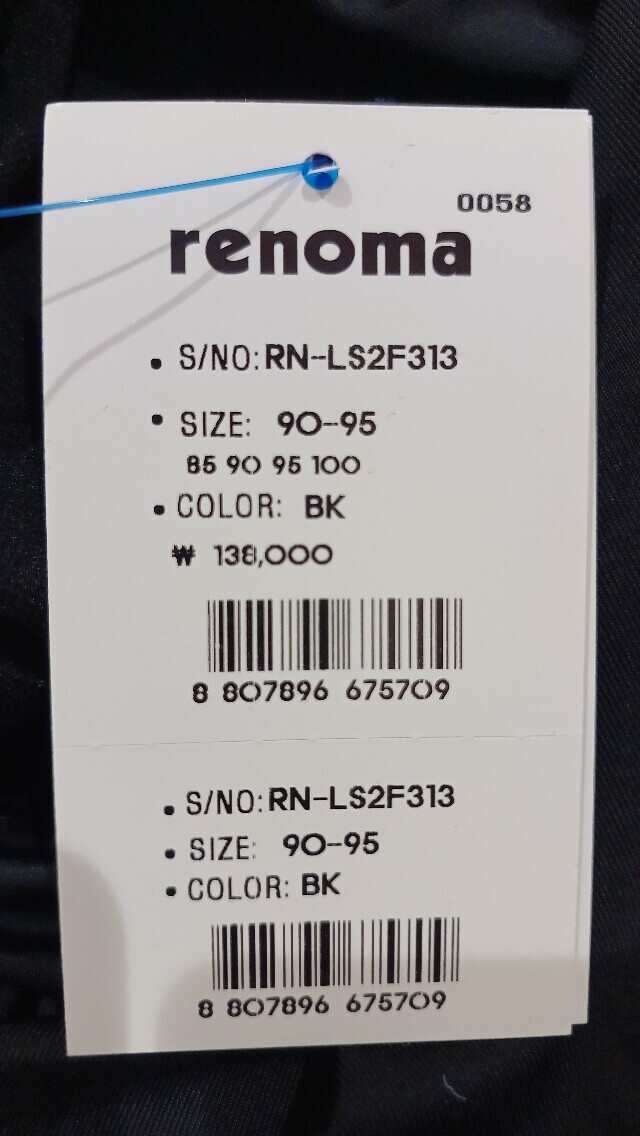 0058
renoma
• S/NO: RN-LS2F313
• SIZE: 90-95
85 90 95 100
• COLOR: BK
₩ 138,000
8 807896 675709
• S/NO: RN-LS2F313
• SIZE: 90-95
• COLOR: BK
8 807896 675709